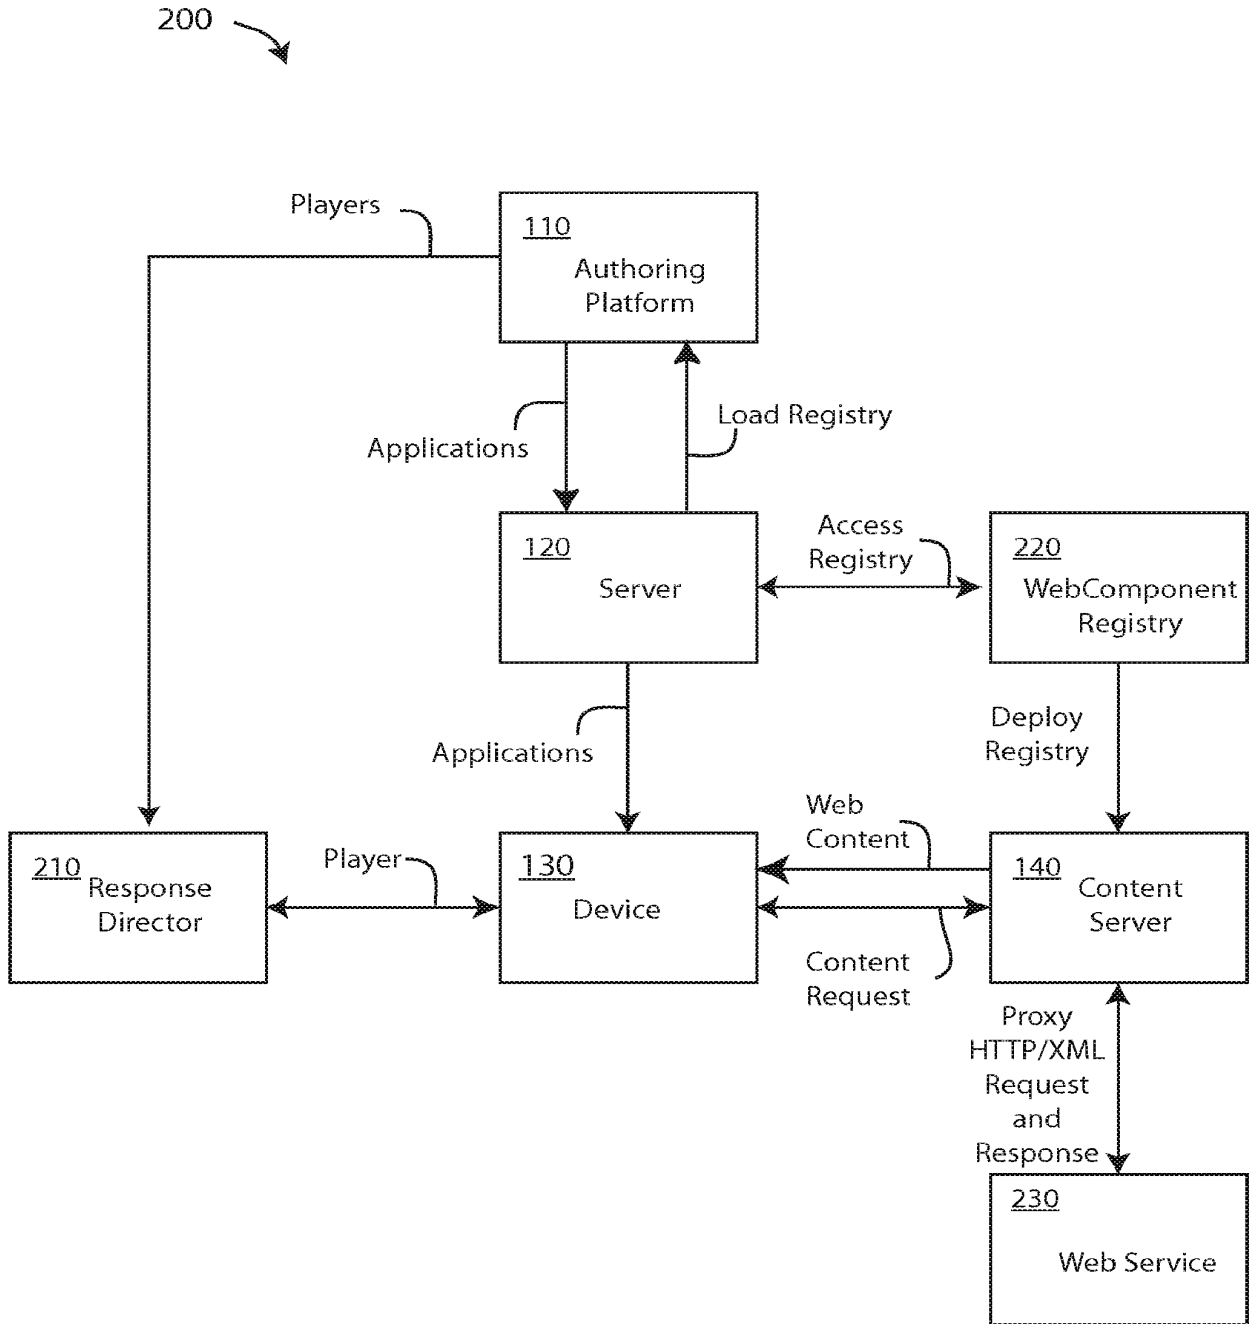 200
Players
110
Authoring
Platform
Applications
Load Registry
120
Server
Access
Registry
220
WebComponent
Registry
Applications
Deploy
Registry
Web
Content
210
Response
Director
Player
130
Device
140
Content
Server
Content
Request
Proxy
HTTP/XML
Request
and
Response
230
Web Service